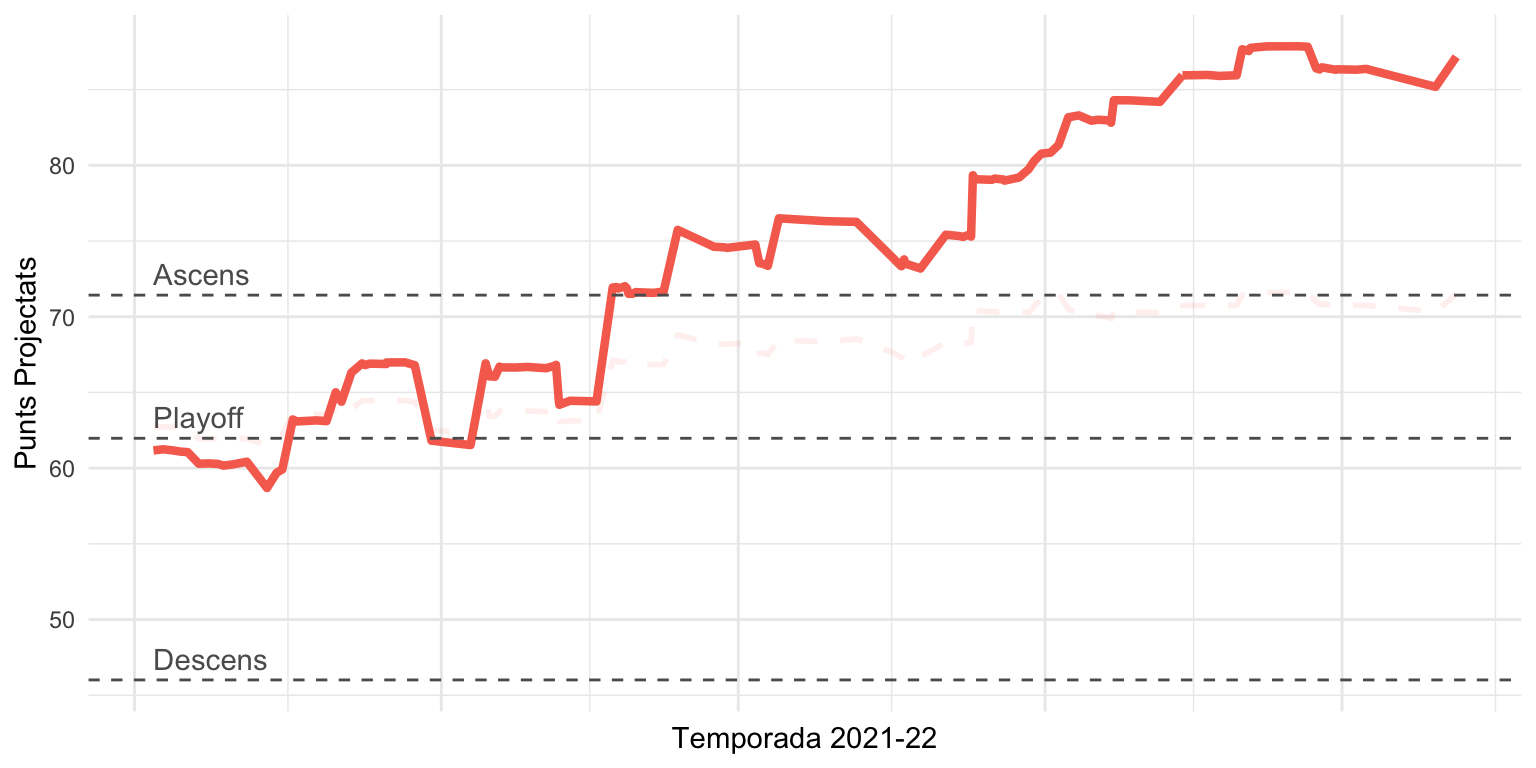 Punts Projectats
80
70
60
50
Ascens
Playoff
Descens
Temporada 2021-22